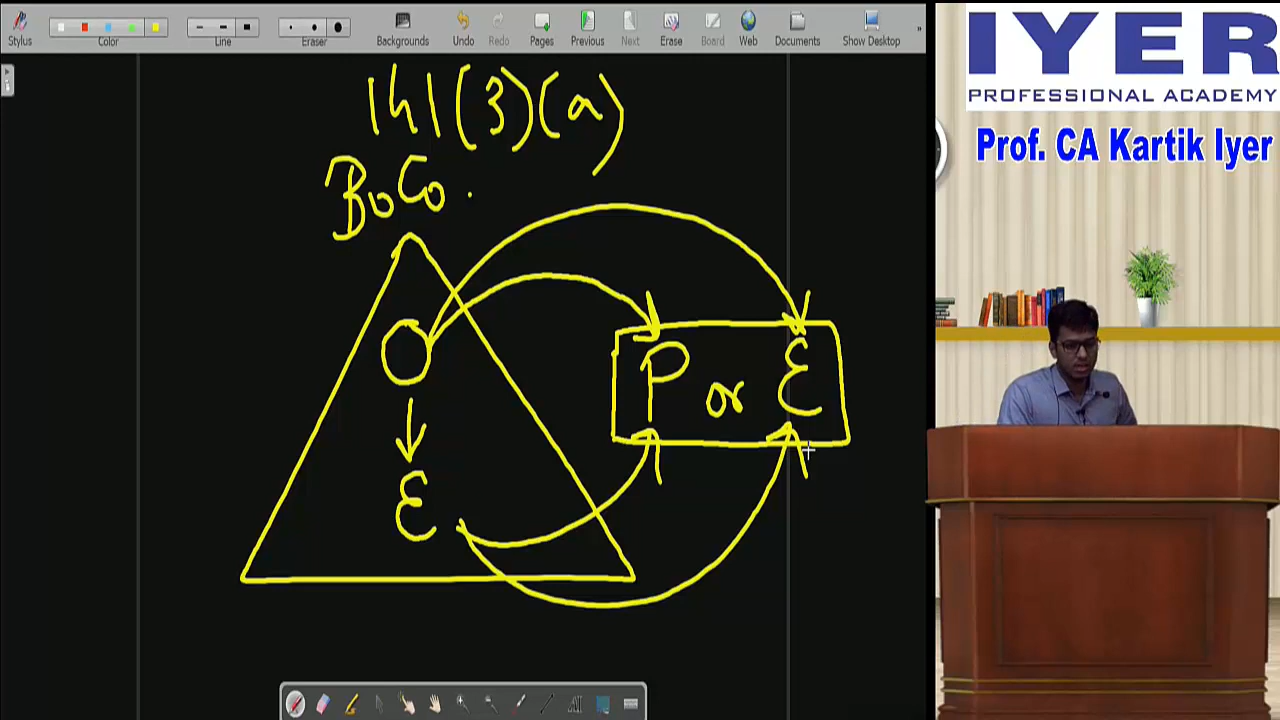 Stylus
Color
Line
Eraser
Backgrounds
Undo
Redo
Pages
Previous
Next
Erase
Board
Web
Documents
Show Desktop
IYER
PROFESSIONAL ACADEMY
Prof. CA Kartik Iyer
141(3)(a)
BoCo.
O
P or E
E
AI